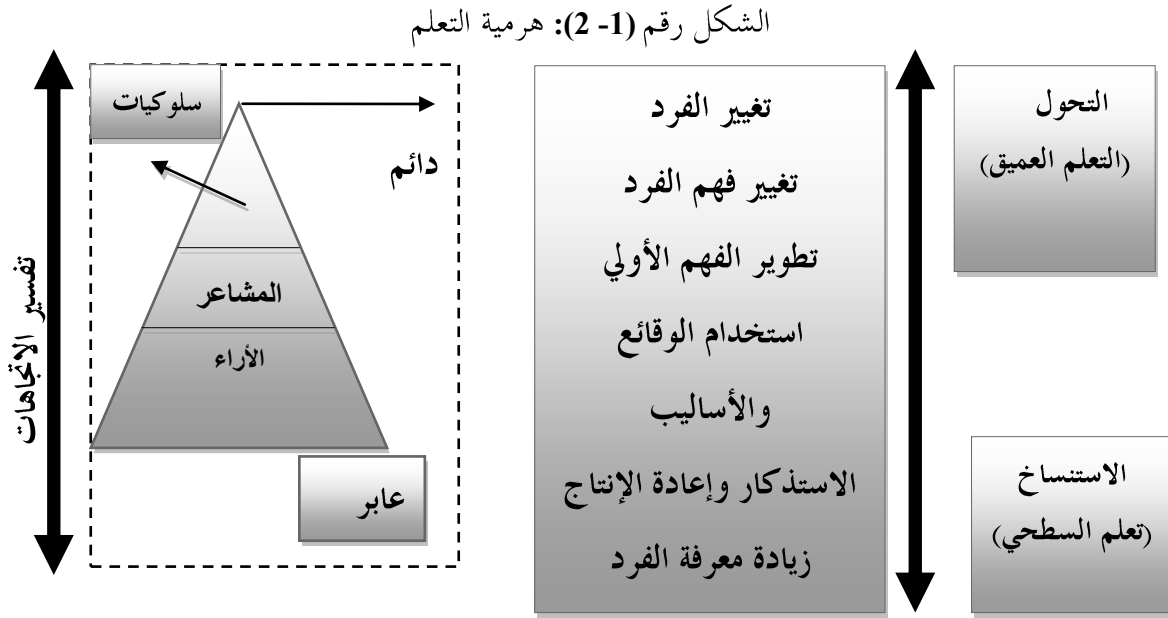 الشكل رقم (1- 2): هرمية التعلم
التحول
(التعلم العميق)
الاستنساخ
(تعلم السطحي)
تغيير الفرد
تغيير فهم الفرد
تطوير الفهم الأولي
استخدام الوقائع
والأساليب
الاستذكار وإعادة الإنتاج
زيادة معرفة الفرد
سلوكيات
دائم
المشاعر
الأراء
عابر
تفسير الاتجاهات